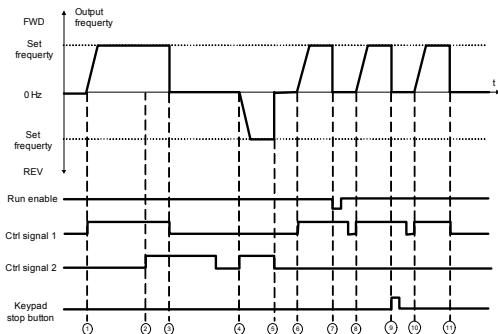 FWD
Output
frequerty
Set
frequerty
0 Hz
t
Set
frequerty
REV
Run enable
Ctrl signal 1
Ctrl signal 2
Keypad
stop button
1 2 3 4 5 6 7 8 9 10 11